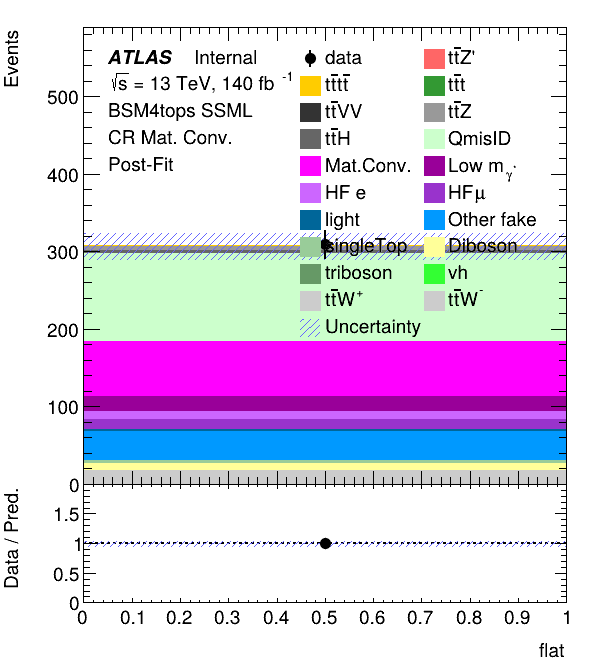 Events
ATLAS Internal
√s = 13 TeV, 140 fb⁻¹
BSM4tops SSML
CR Mat. Conv.
Post-Fit
data
tt̄Z'
tt̄tt̄
tt̄t
tt̄VV
tt̄Z
tt̄H
QmisID
Mat.Conv.
Low m_γ*
HF e
HFμ
light
Other fake
singleTop
Diboson
triboson
vh
tt̄W⁺
tt̄W⁻
Uncertainty
500
400
300
200
100
0
Data / Pred.
1.5
1
0.5
0
0 0.1 0.2 0.3 0.4 0.5 0.6 0.7 0.8 0.9 1
flat